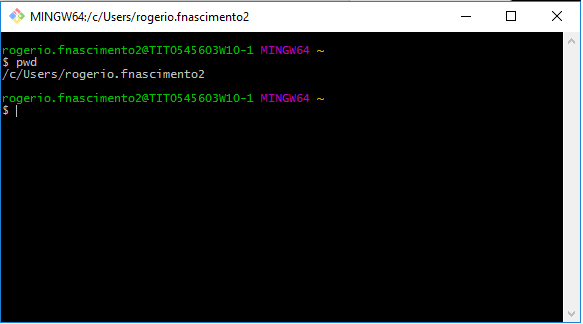 MINGW64:/c/Users/rogerio.fnascimento2
rogerio.fnascimento2@TIT0545603W10-1 MINGW64 ~
$ pwd
/c/Users/rogerio.fnascimento2
rogerio.fnascimento2@TIT0545603W10-1 MINGW64 ~
$